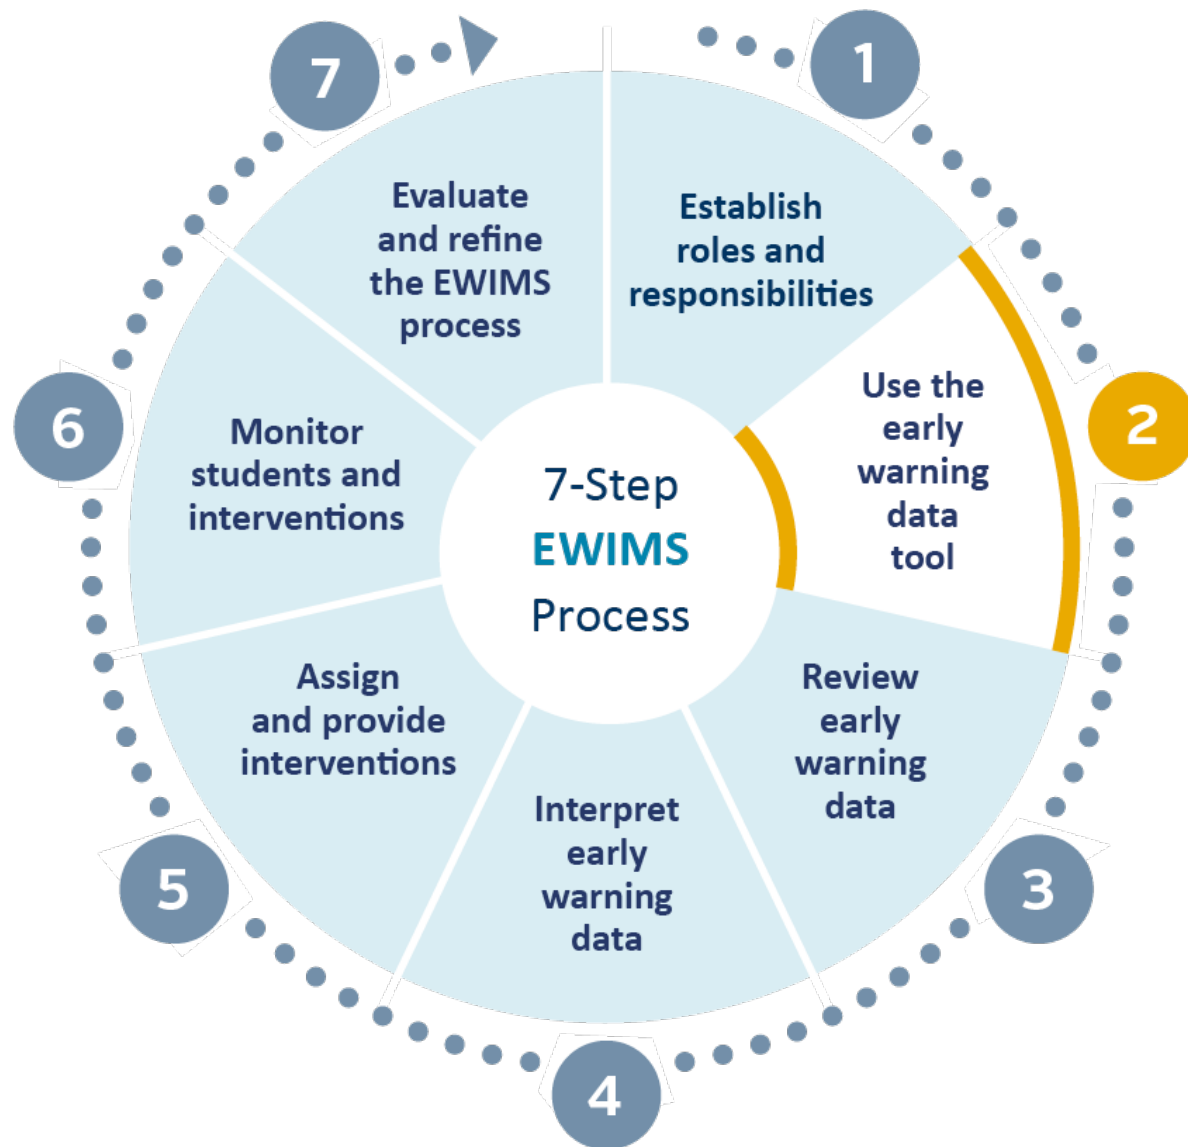 7-Step
EWIMS
Process
1
Establish
roles and
responsibilities
2
Use the
early
warning
data
tool
3
Review
early
warning
data
4
Interpret
early
warning
data
5
Assign
and provide
interventions
6
Monitor
students and
interventions
7
Evaluate
and refine
the EWIMS
process